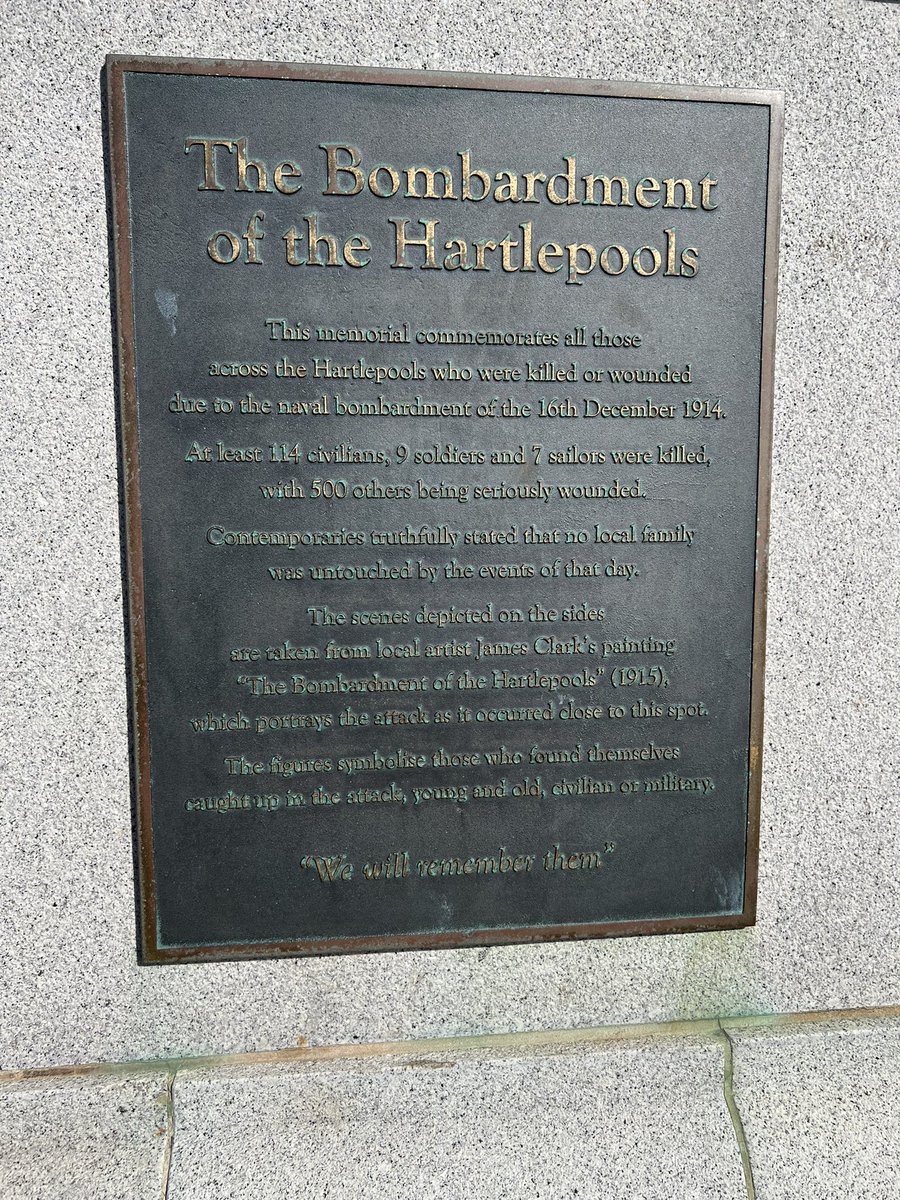 The Bombardment
of the Hartlepools
This memorial commemorates all those
across the Hartlepools who were killed or wounded
due to the naval bombardment of the 16th December 1914.
At least 114 civilians, 9 soldiers and 7 sailors were killed,
with 500 others being seriously wounded.
Contemporaries truthfully stated that no local family
was untouched by the events of that day.
The scenes depicted on the sides
are taken from local artist James Clark's painting
"The Bombardment of the Hartlepools" (1915),
which portrays the attack as it occurred close to this spot.
The figures symbolise those who found themselves
caught up in the attack, young and old, civilian or military.
"We will remember them"